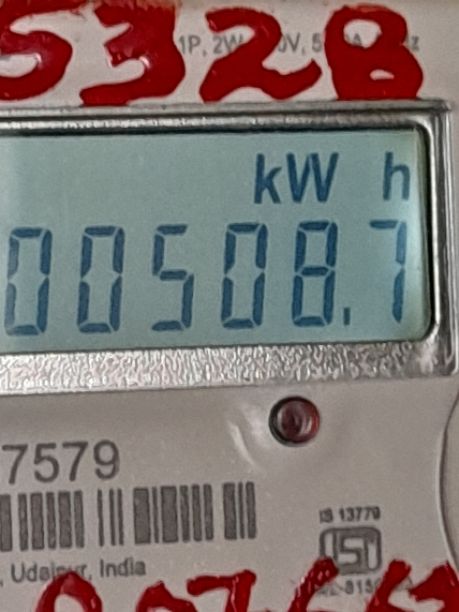 5328
1P, 2W
kW h
00508.7
7579
IS 13779
ISI
, Udaipur, India